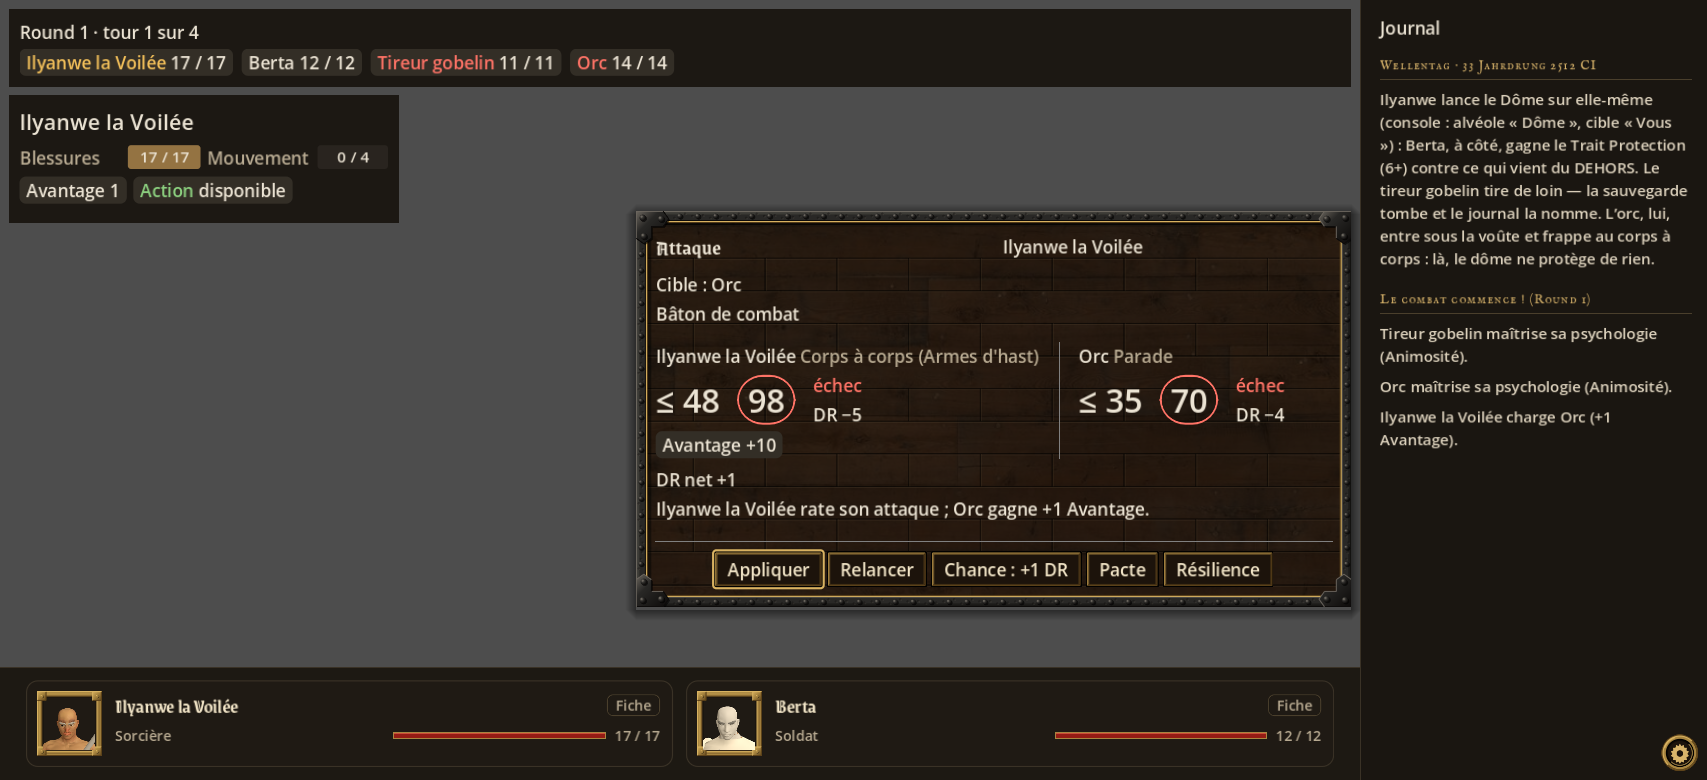 Round 1 · tour 1 sur 4
Ilyanwe la Voilée 17 / 17 Berta 12 / 12 Tireur gobelin 11 / 11 Orc 14 / 14
Ilyanwe la Voilée
Blessures 17 / 17 Mouvement 0 / 4
Avantage 1 Action disponible
Attaque Ilyanwe la Voilée
Cible : Orc
Bâton de combat
Ilyanwe la Voilée Corps à corps (Armes d'hast)
≤ 48 98 échec
DR −5
Avantage +10
Orc Parade
≤ 35 70 échec
DR −4
DR net +1
Ilyanwe la Voilée rate son attaque ; Orc gagne +1 Avantage.
Appliquer Relancer Chance : +1 DR Pacte Résilience
Ilyanwe la Voilée Fiche
Sorcière 17 / 17
Berta Fiche
Soldat 12 / 12
Journal
Wellentag · 33 Jahrdrung 2512 CI
Ilyanwe lance le Dôme sur elle-même
(console : alvéole « Dôme », cible « Vous
») : Berta, à côté, gagne le Trait Protection
(6+) contre ce qui vient du DEHORS. Le
tireur gobelin tire de loin — la sauvegarde
tombe et le journal la nomme. L'orc, lui,
entre sous la voûte et frappe au corps à
corps : là, le dôme ne protège de rien.
Le combat commence ! (Round 1)
Tireur gobelin maîtrise sa psychologie
(Animosité).
Orc maîtrise sa psychologie (Animosité).
Ilyanwe la Voilée charge Orc (+1
Avantage).